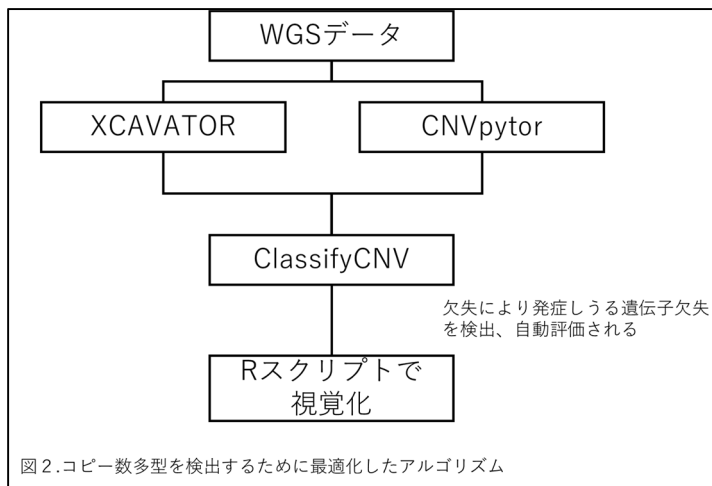 WGSデータ
XCAVATOR
CNVpytor
ClassifyCNV
欠失により発症しうる遺伝子欠失
を検出、自動評価される
Rスクリプトで
視覚化
図２.コピー数多型を検出するために最適化したアルゴリズム